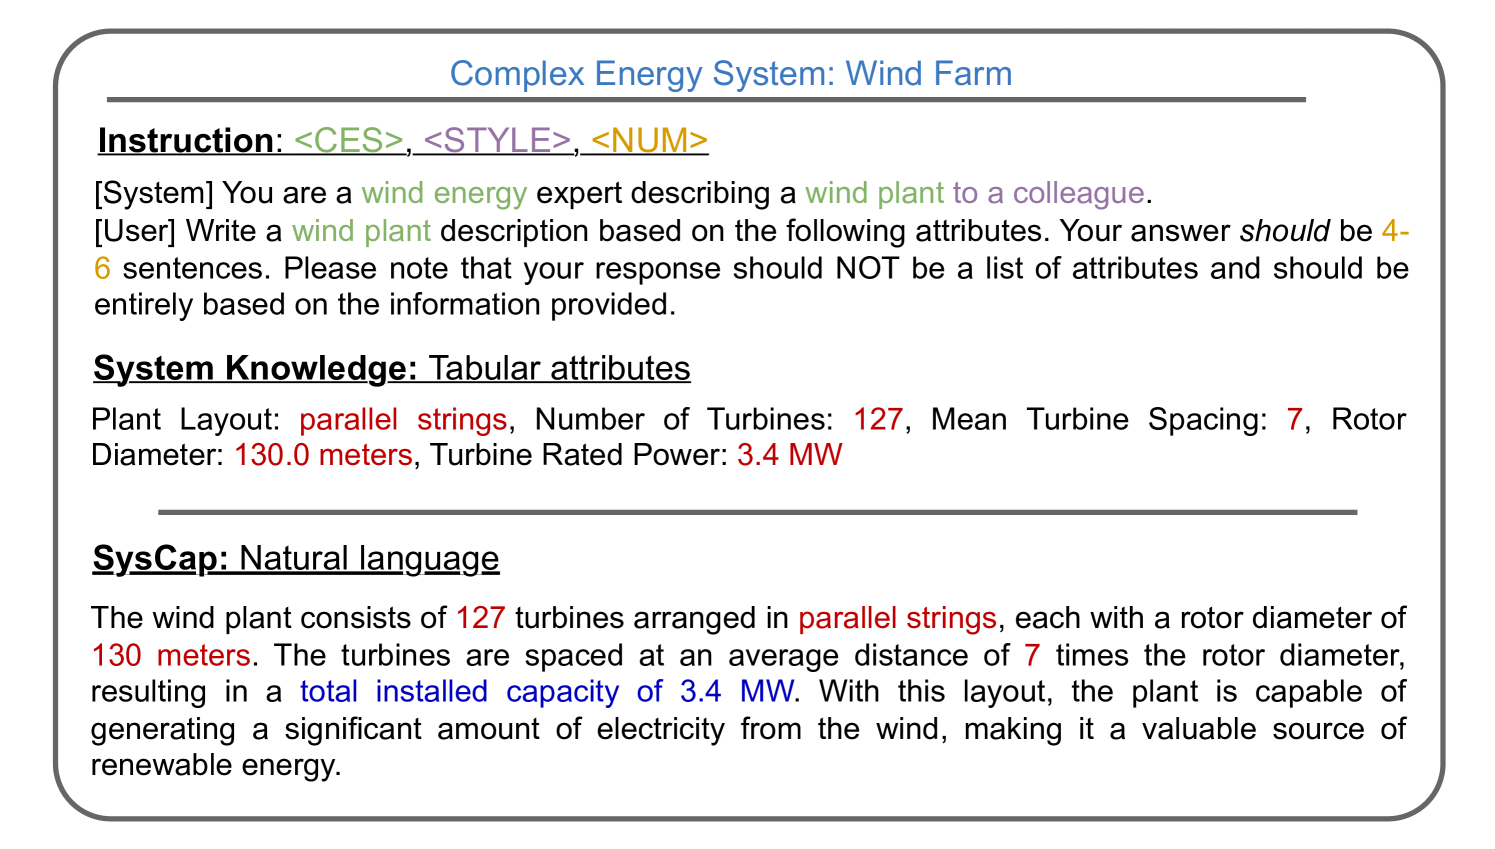 Complex Energy System: Wind Farm
Instruction: <CES>, <STYLE>, <NUM>
[System] You are a wind energy expert describing a wind plant to a colleague.
[User] Write a wind plant description based on the following attributes. Your answer should be 4-
6 sentences. Please note that your response should NOT be a list of attributes and should be
entirely based on the information provided.
System Knowledge: Tabular attributes
Plant Layout: parallel strings, Number of Turbines: 127, Mean Turbine Spacing: 7, Rotor
Diameter: 130.0 meters, Turbine Rated Power: 3.4 MW
SysCap: Natural language
The wind plant consists of 127 turbines arranged in parallel strings, each with a rotor diameter of
130 meters. The turbines are spaced at an average distance of 7 times the rotor diameter,
resulting in a total installed capacity of 3.4 MW. With this layout, the plant is capable of
generating a significant amount of electricity from the wind, making it a valuable source of
renewable energy.